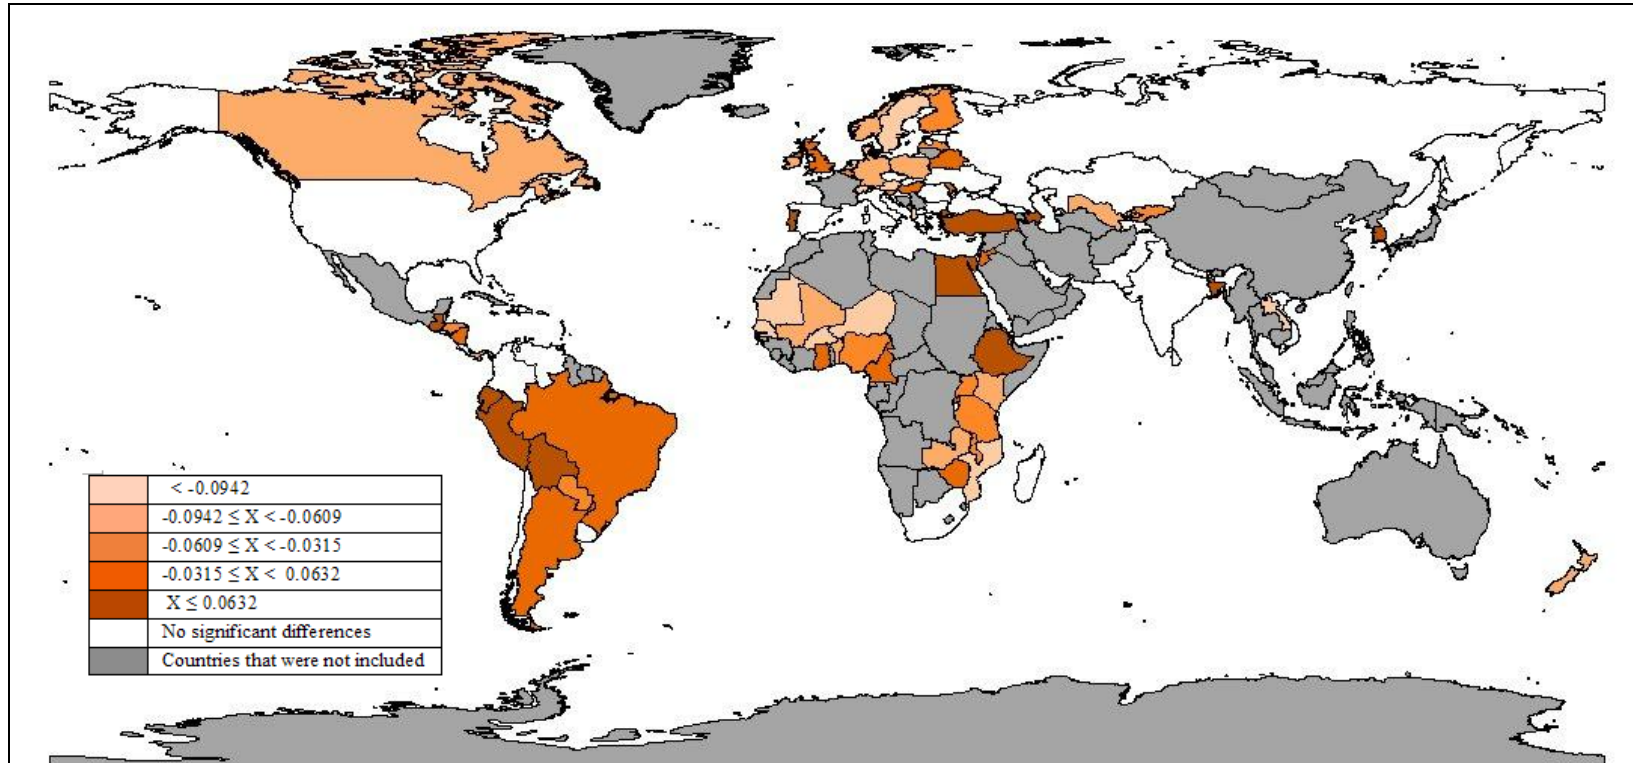 < -0.0942
-0.0942 ≤ X < -0.0609
-0.0609 ≤ X < -0.0315
-0.0315 ≤ X < 0.0632
X ≤ 0.0632
No significant differences
Countries that were not included